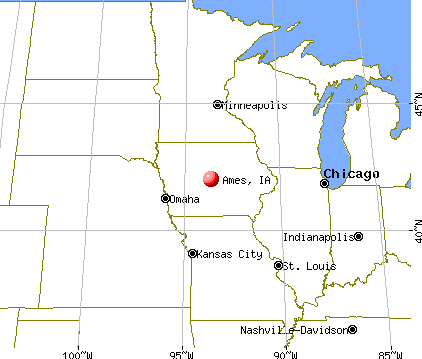 Minneapolis
45°N
Chicago
Ames, IA
Omaha
40°N
Indianapolis
Kansas City
St. Louis
Nashville-Davidson
100°W
95°W
90°W
85°W